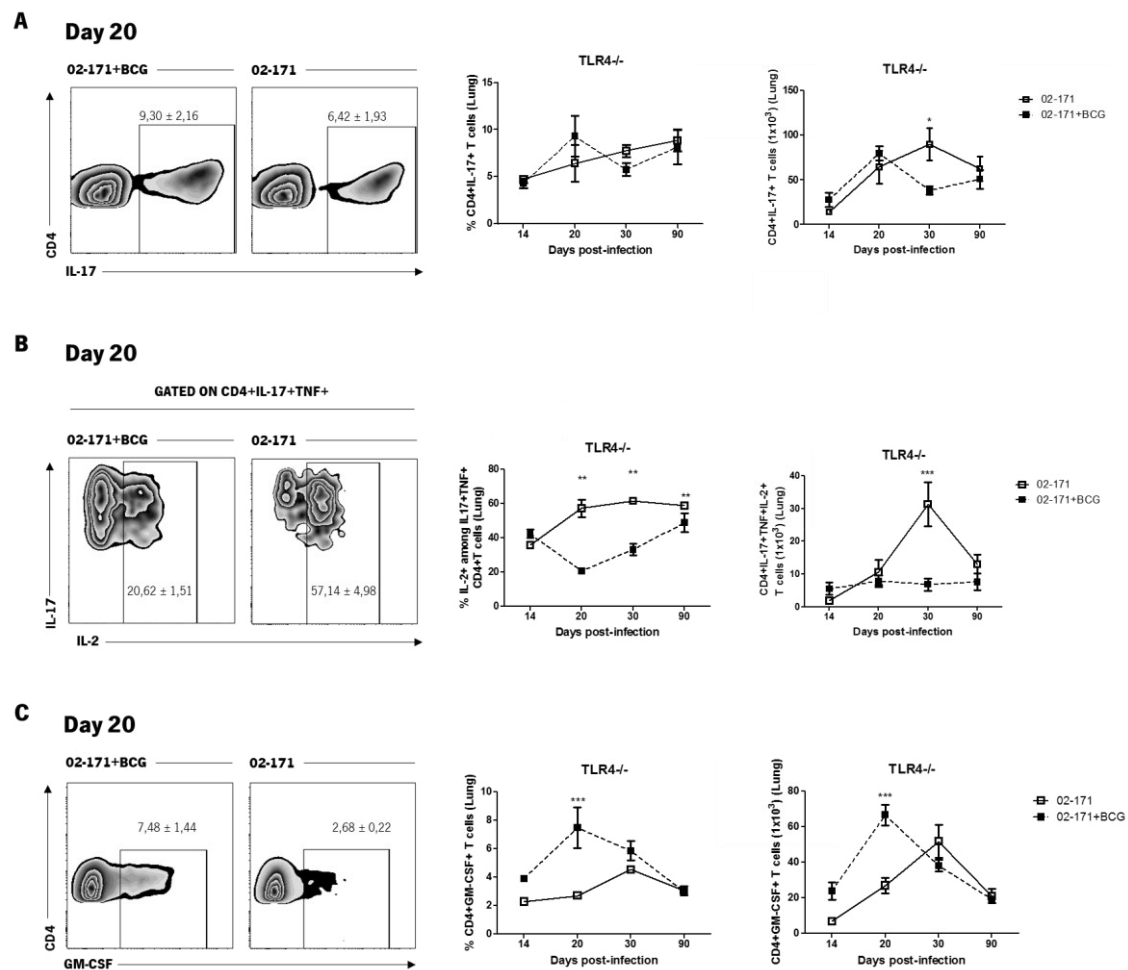 A
Day 20
02-171+BCG
02-171
9,30 ± 2,16
6,42 ± 1,93
CD4
IL-17
TLR4-/-
% CD4+IL-17+ T cells (Lung)
15
10
5
0
14 20 30 90
Days post-infection
TLR4-/-
CD4+IL-17+ T cells (1x10³) (Lung)
150
100
50
0
*
14 20 30 90
Days post-infection
02-171
02-171+BCG
B
Day 20
GATED ON CD4+IL-17+TNF+
02-171+BCG
02-171
20,62 ± 1,51
57,14 ± 4,98
IL-17
IL-2
TLR4-/-
% IL-2+ among IL17+TNF+
CD4+T cells (Lung)
80
60
40
20
0
** ** **
14 20 30 90
Days post-infection
TLR4-/-
CD4+IL-17+TNF+IL-2+
T cells (1x10³) (Lung)
40
30
20
10
0
***
14 20 30 90
Days post-infection
02-171
02-171+BCG
C
Day 20
02-171+BCG
02-171
7,48 ± 1,44
2,68 ± 0,22
CD4
GM-CSF
TLR4-/-
% CD4+GM-CSF+ T cells (Lung)
10
8
6
4
2
0
***
14 20 30 90
Days post-infection
TLR4-/-
CD4+GM-CSF+ T cells (1x10³) (Lung)
80
60
40
20
0
***
14 20 30 90
Days post-infection
02-171
02-171+BCG